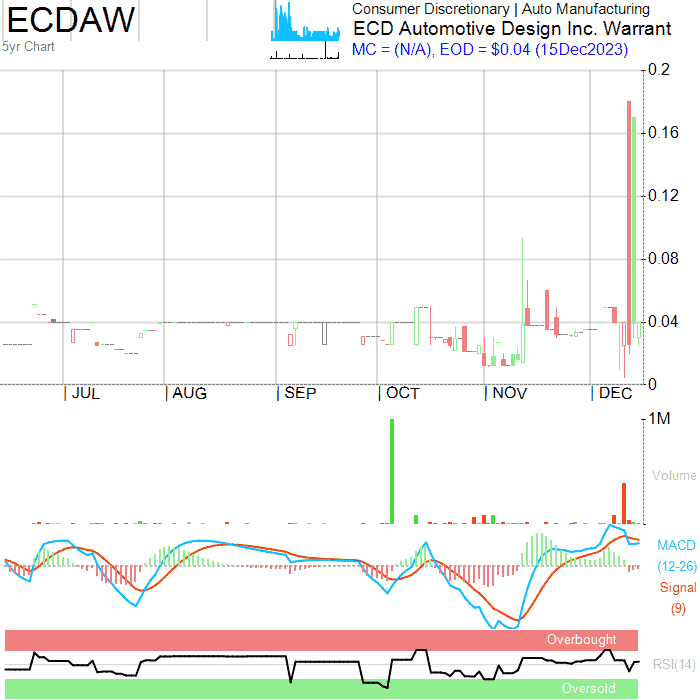 ECDAW
5yr Chart
Consumer Discretionary | Auto Manufacturing
ECD Automotive Design Inc. Warrant
MC = (N/A), EOD = $0.04 (15Dec2023)
0.2
0.16
0.12
0.08
0.04
0
| JUL | AUG | SEP | OCT | NOV | DEC
1M
Volume
MACD
(12-26)
Signal
(9)
Overbought
RSI(14)
Oversold